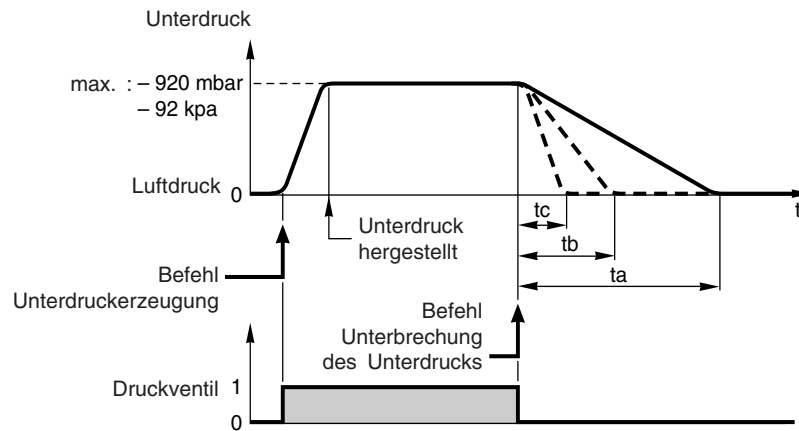 Unterdruck
max. : – 920 mbar
– 92 kpa
Luftdruck 0
t
tc
tb
ta
Unterdruck
hergestellt
Befehl
Unterdruckerzeugung
Befehl
Unterbrechung
des Unterdrucks
Druckventil 1
0